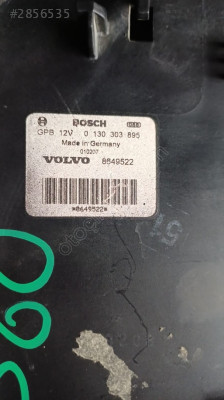 #2856535
BOSCH
GPB 12V 0 130 303 895
Made in Germany
010207
VOLVO 8649522
*8649522*